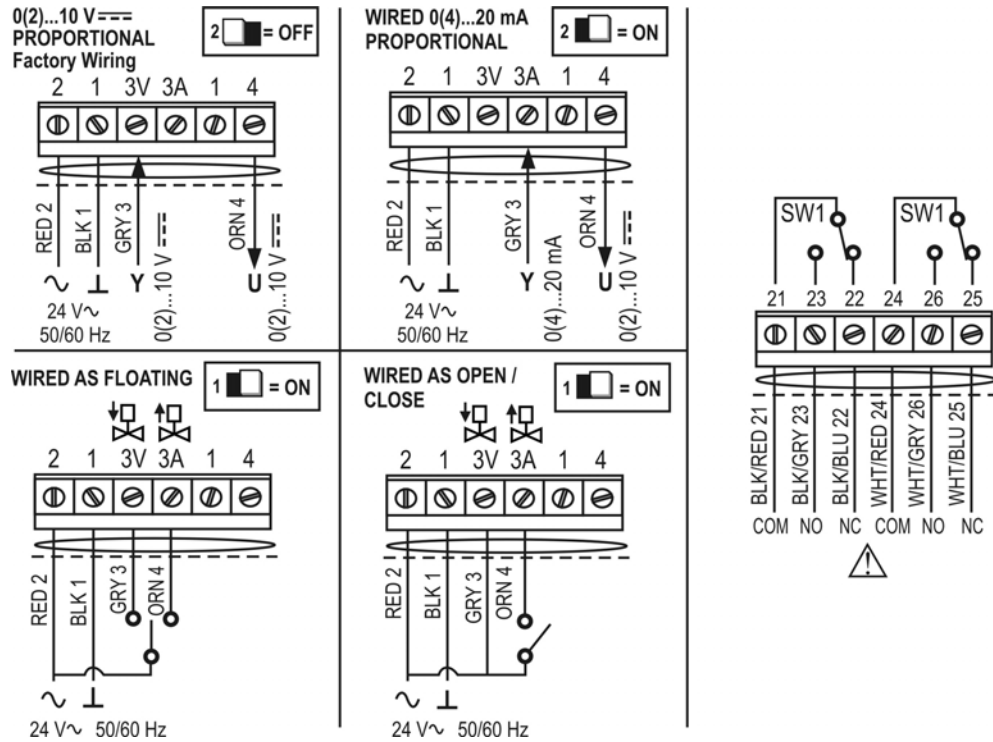 0(2)...10 V ⎓
PROPORTIONAL
Factory Wiring
2 = OFF
2 1 3V 3A 1 4
RED 2
BLK 1
GRY 3
0(2)...10 V ⎓
ORN 4
0(2)...10 V ⎓
∿ ⊥ Y U
24 V~
50/60 Hz
WIRED 0(4)...20 mA
PROPORTIONAL
2 = ON
2 1 3V 3A 1 4
RED 2
BLK 1
GRY 3
0(4)...20 mA
ORN 4
0(2)...10 V ⎓
∿ ⊥ Y U
24 V~
50/60 Hz
WIRED AS FLOATING
1 = ON
2 1 3V 3A 1 4
RED 2
BLK 1
GRY 3
ORN 4
∿ ⊥
24 V~ 50/60 Hz
WIRED AS OPEN /
CLOSE
1 = ON
2 1 3V 3A 1 4
RED 2
BLK 1
GRY 3
ORN 4
∿ ⊥
24 V~ 50/60 Hz
SW1 SW1
21 23 22 24 26 25
BLK/RED 21
BLK/GRY 23
BLK/BLU 22
WHT/RED 24
WHT/GRY 26
WHT/BLU 25
COM NO NC COM NO NC